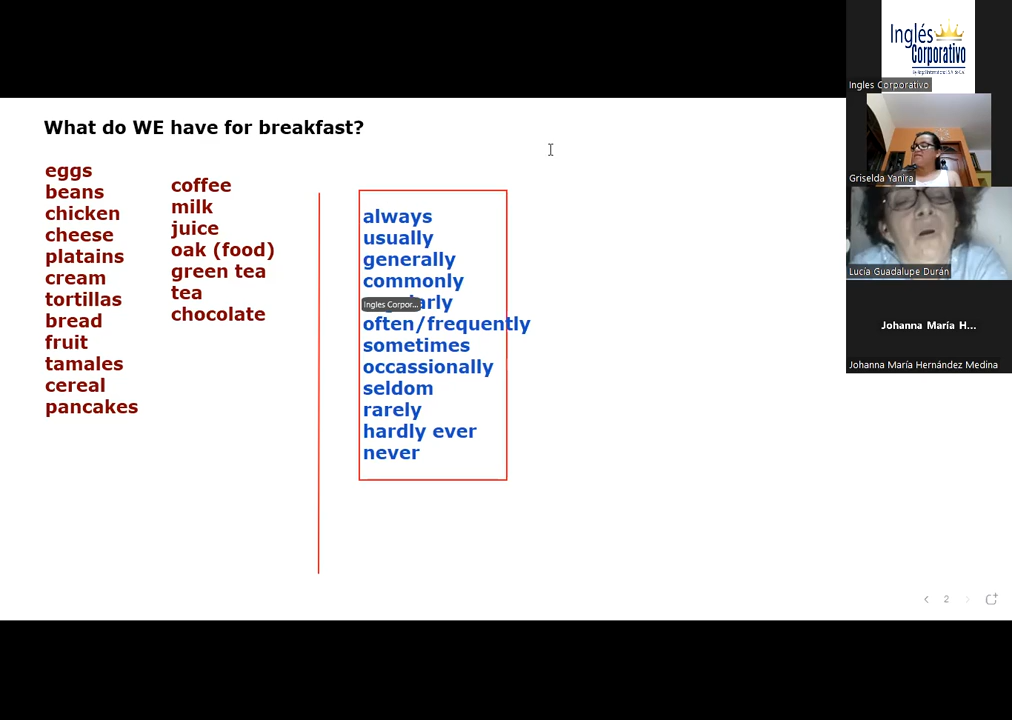 What do WE have for breakfast?
eggs
beans
chicken
cheese
platains
cream
tortillas
bread
fruit
tamales
cereal
pancakes
coffee
milk
juice
oak (food)
green tea
tea
chocolate
always
usually
generally
commonly
often/frequently
sometimes
occassionally
seldom
rarely
hardly ever
never
Ingles Corpor...
2
Inglés
Corporativo
Ingles Corporativo
Griselda Yanira
Lucía Guadalupe Durán
Johanna María H...
Johanna María Hernández Medina